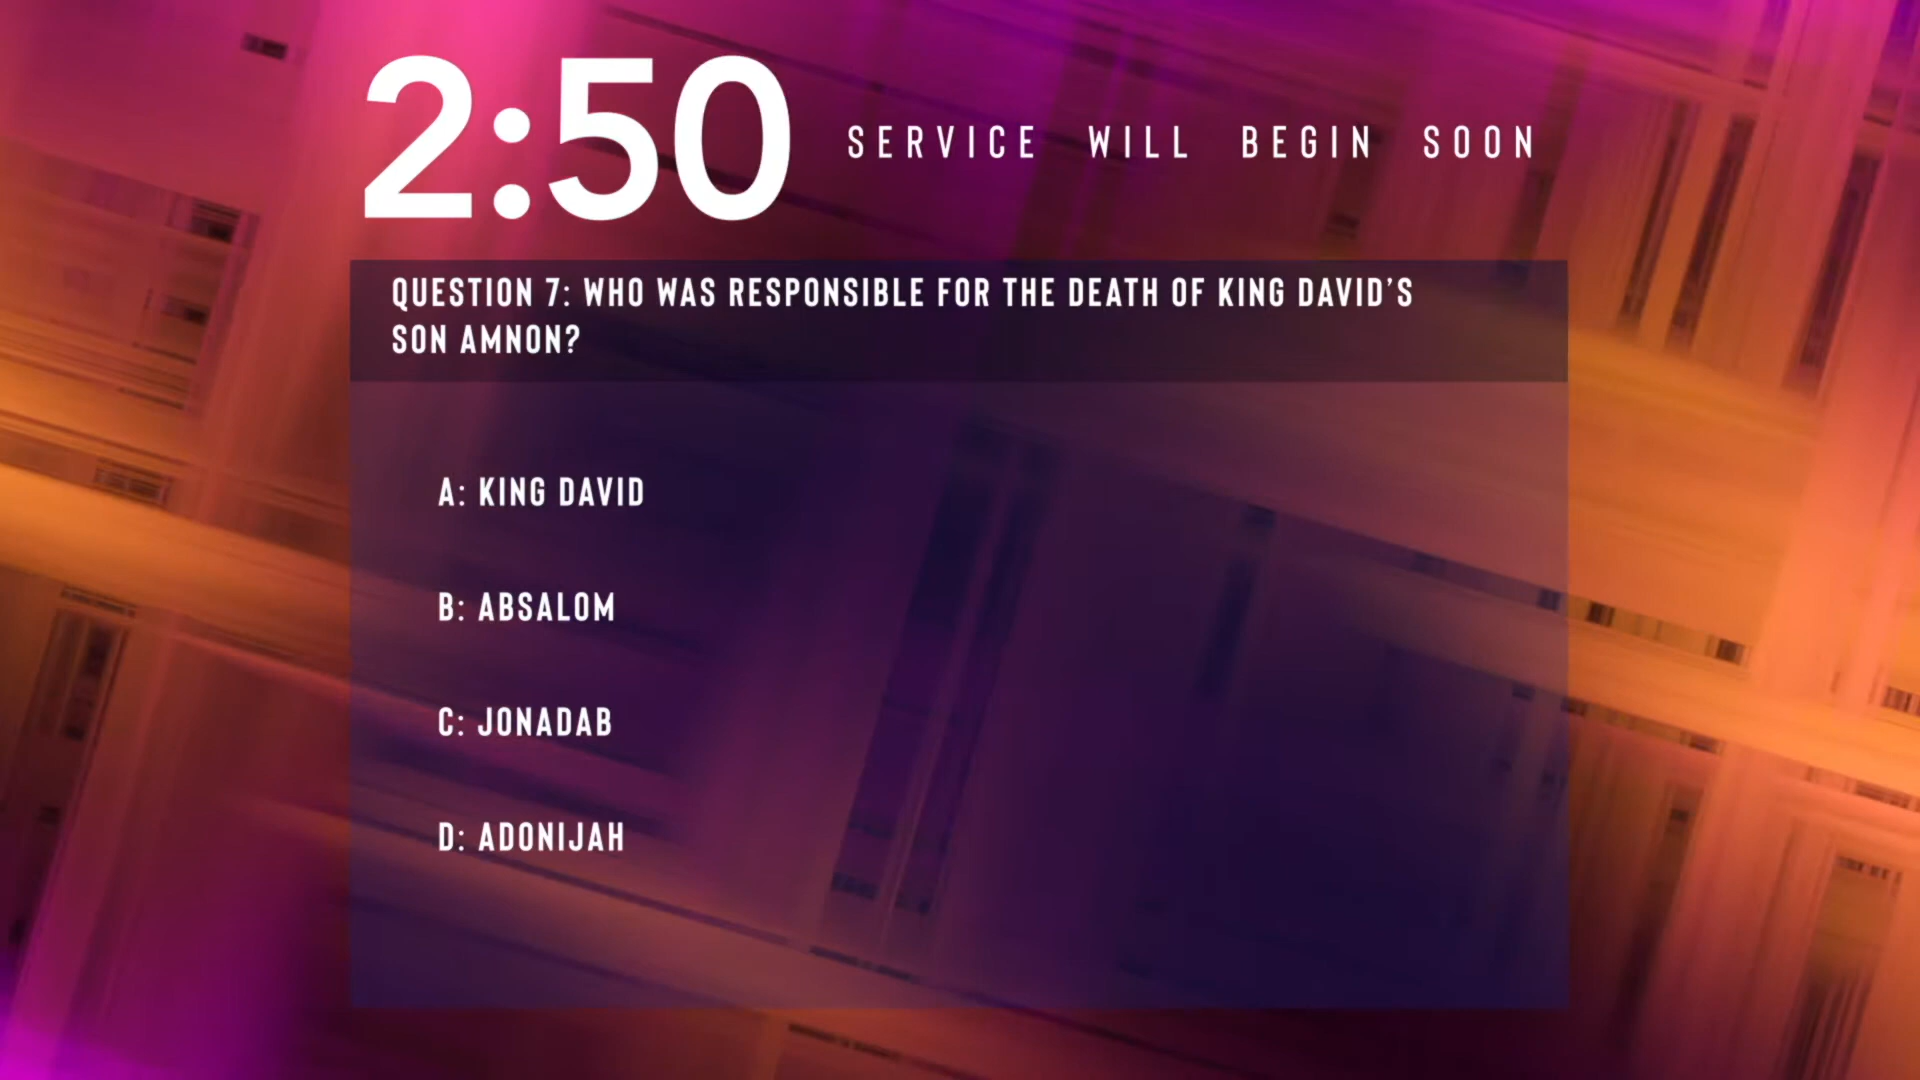 2:50
SERVICE WILL BEGIN SOON
QUESTION 7: WHO WAS RESPONSIBLE FOR THE DEATH OF KING DAVID'S
SON AMNON?
A: KING DAVID
B: ABSALOM
C: JONADAB
D: ADONIJAH